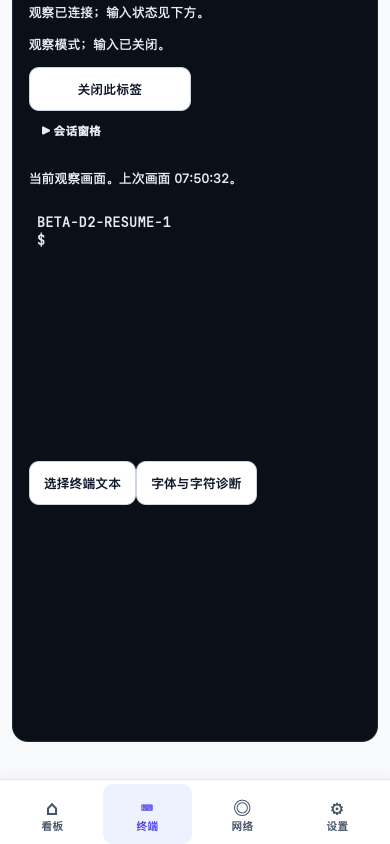 观察已连接；输入状态见下方。
观察模式；输入已关闭。
关闭此标签
▶ 会话窗格
当前观察画面。上次画面 07:50:32。
BETA-D2-RESUME-1
$
选择终端文本
字体与字符诊断
看板
终端
网络
设置